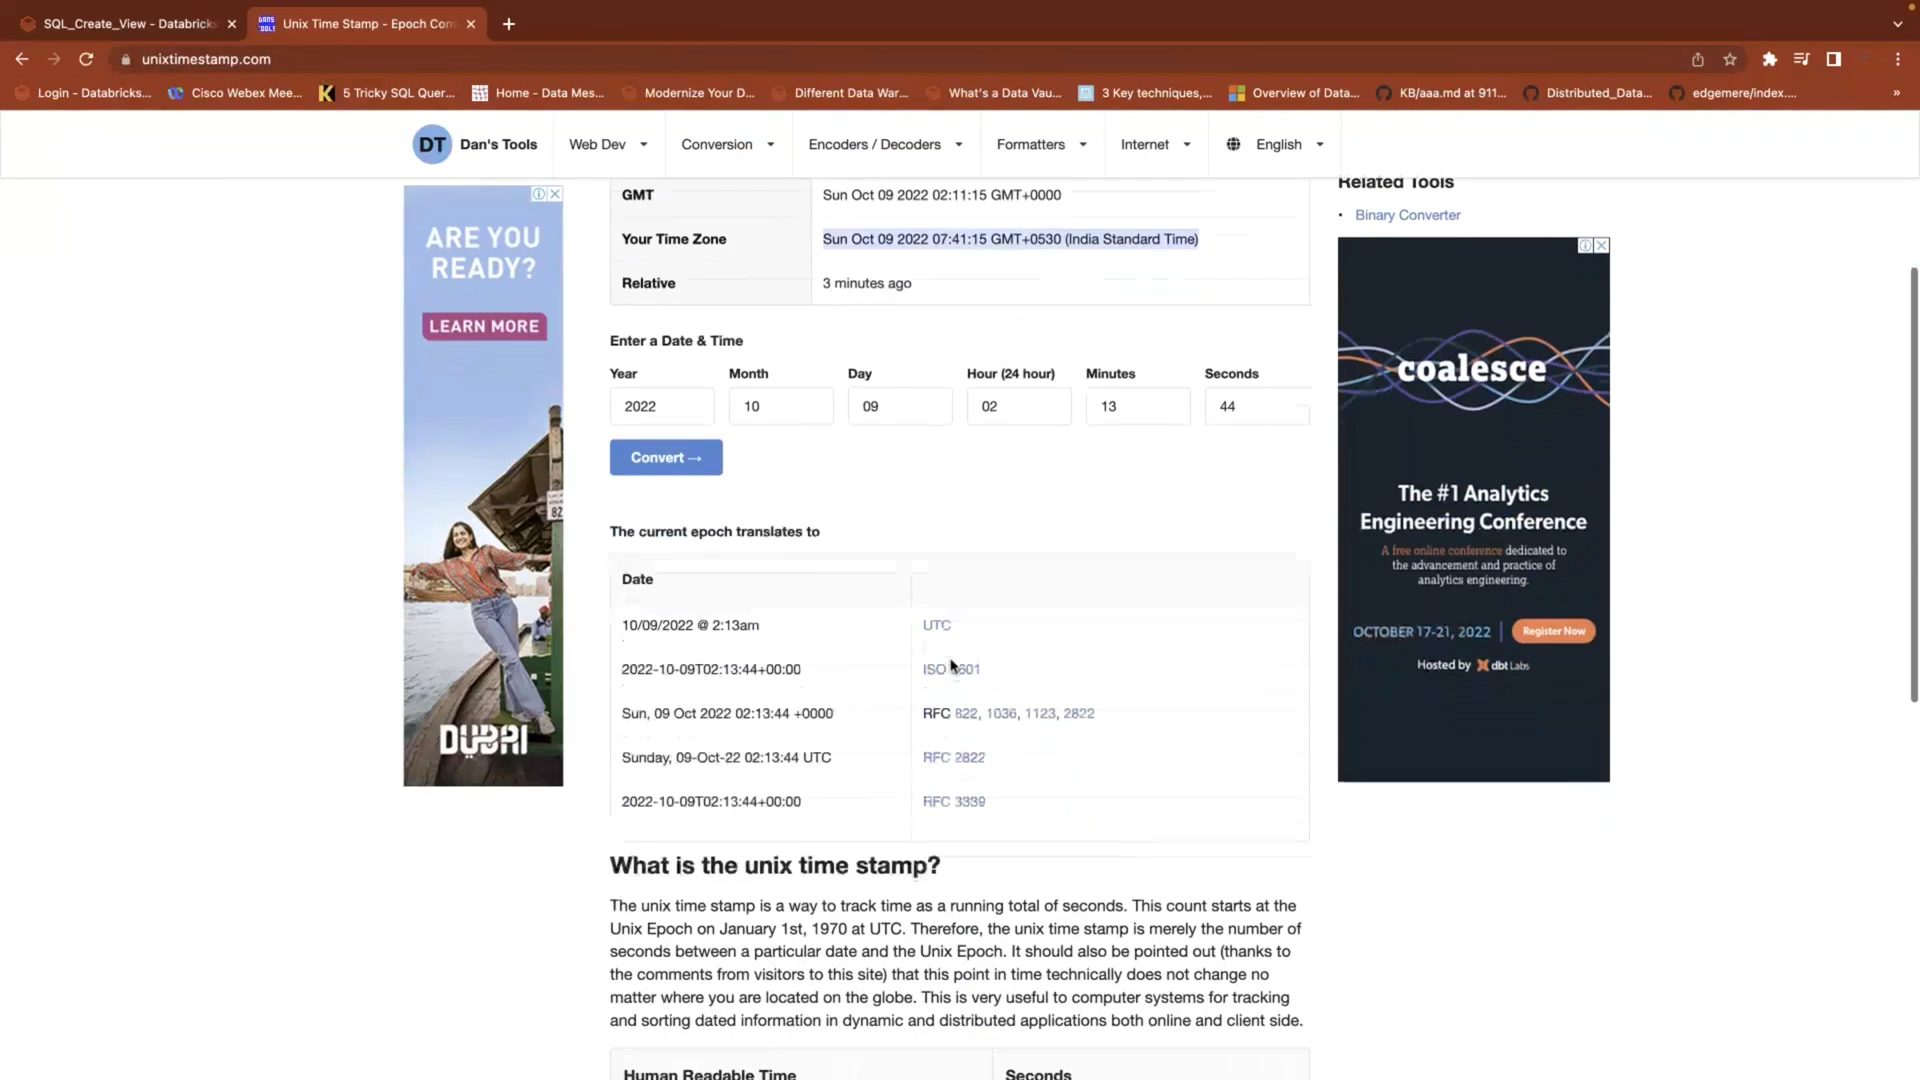 SQL_Create_View - Databricks
Unix Time Stamp - Epoch Con
unixtimestamp.com
Login - Databricks...
Cisco Webex Mee...
5 Tricky SQL Quer...
Home - Data Mes...
Modernize Your D...
Different Data War...
What's a Data Vau...
3 Key techniques,...
Overview of Data...
KB/aaa.md at 911...
Distributed_Data...
edgemere/index....
»
DT Dan's Tools
Web Dev
Conversion
Encoders / Decoders
Formatters
Internet
English
GMT
Sun Oct 09 2022 02:11:15 GMT+0000
Your Time Zone
Sun Oct 09 2022 07:41:15 GMT+0530 (India Standard Time)
Relative
3 minutes ago
Enter a Date & Time
Year Month Day Hour (24 hour) Minutes Seconds
2022 10 09 02 13 44
Convert →
The current epoch translates to
Date
10/09/2022 @ 2:13am UTC
2022-10-09T02:13:44+00:00 ISO 8601
Sun, 09 Oct 2022 02:13:44 +0000 RFC 822, 1036, 1123, 2822
Sunday, 09-Oct-22 02:13:44 UTC RFC 2822
2022-10-09T02:13:44+00:00 RFC 3339
What is the unix time stamp?
The unix time stamp is a way to track time as a running total of seconds. This count starts at the
Unix Epoch on January 1st, 1970 at UTC. Therefore, the unix time stamp is merely the number of
seconds between a particular date and the Unix Epoch. It should also be pointed out (thanks to
the comments from visitors to this site) that this point in time technically does not change no
matter where you are located on the globe. This is very useful to computer systems for tracking
and sorting dated information in dynamic and distributed applications both online and client side.
Human Readable Time Seconds
ARE YOU
READY?
LEARN MORE
82
DUBAI
Related Tools
• Binary Converter
coalesce
The #1 Analytics
Engineering Conference
A free online conference dedicated to
the advancement and practice of
analytics engineering.
OCTOBER 17-21, 2022
Register Now
Hosted by dbt Labs